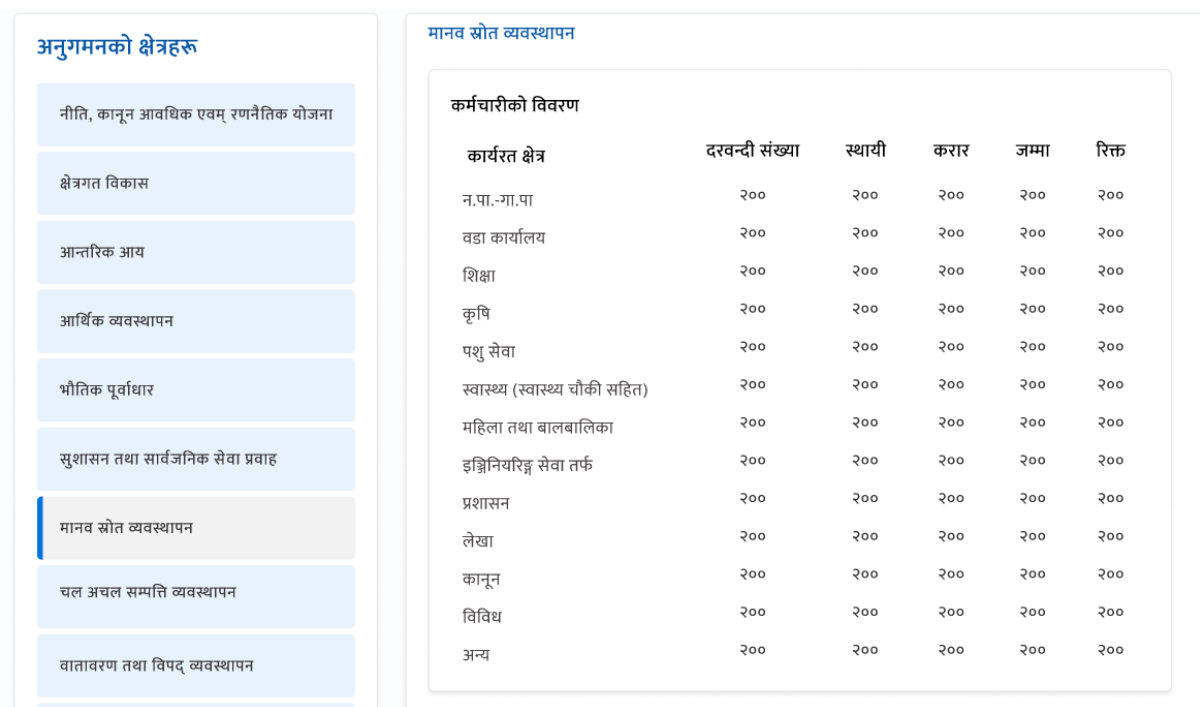 अनुगमनको क्षेत्रहरू
नीति, कानून आवधिक एवम् रणनैतिक योजना
क्षेत्रगत विकास
आन्तरिक आय
आर्थिक व्यवस्थापन
भौतिक पूर्वाधार
सुशासन तथा सार्वजनिक सेवा प्रवाह
मानव स्रोत व्यवस्थापन
चल अचल सम्पत्ति व्यवस्थापन
वातावरण तथा विपद् व्यवस्थापन
मानव स्रोत व्यवस्थापन
कर्मचारीको विवरण
कार्यरत क्षेत्र दरवन्दी संख्या स्थायी करार जम्मा रिक्त
न.पा.-गा.पा २०० २०० २०० २०० २००
वडा कार्यालय २०० २०० २०० २०० २००
शिक्षा २०० २०० २०० २०० २००
कृषि २०० २०० २०० २०० २००
पशु सेवा २०० २०० २०० २०० २००
स्वास्थ्य (स्वास्थ्य चौकी सहित) २०० २०० २०० २०० २००
महिला तथा बालबालिका २०० २०० २०० २०० २००
इञ्जिनियरिङ्ग सेवा तर्फ २०० २०० २०० २०० २००
प्रशासन २०० २०० २०० २०० २००
लेखा २०० २०० २०० २०० २००
कानून २०० २०० २०० २०० २००
विविध २०० २०० २०० २०० २००
अन्य २०० २०० २०० २०० २००